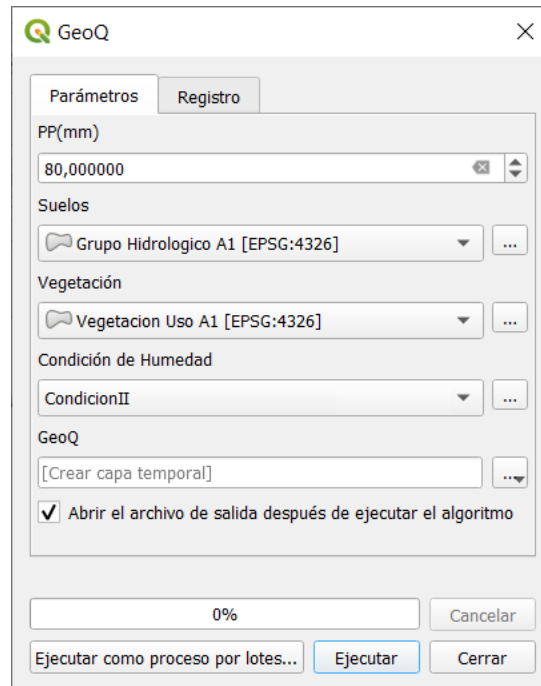 GeoQ
Parámetros Registro
PP(mm)
80,000000
Suelos
Grupo Hidrologico A1 [EPSG:4326]
...
Vegetación
Vegetacion Uso A1 [EPSG:4326]
...
Condición de Humedad
CondicionII
...
GeoQ
[Crear capa temporal]
...
Abrir el archivo de salida después de ejecutar el algoritmo
0%
Cancelar
Ejecutar como proceso por lotes... Ejecutar Cerrar